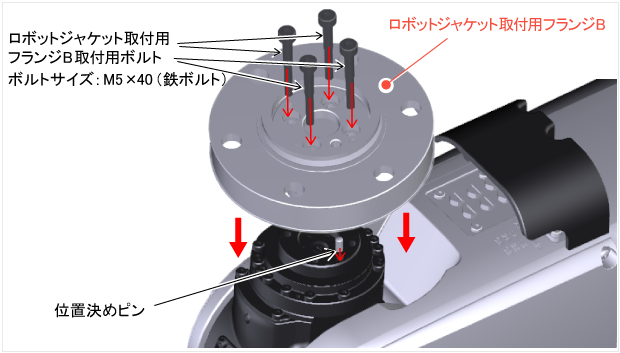 ロボットジャケット取付用フランジB
ロボットジャケット取付用
フランジB取付用ボルト
ボルトサイズ：M5×40（鉄ボルト）
位置決めピン